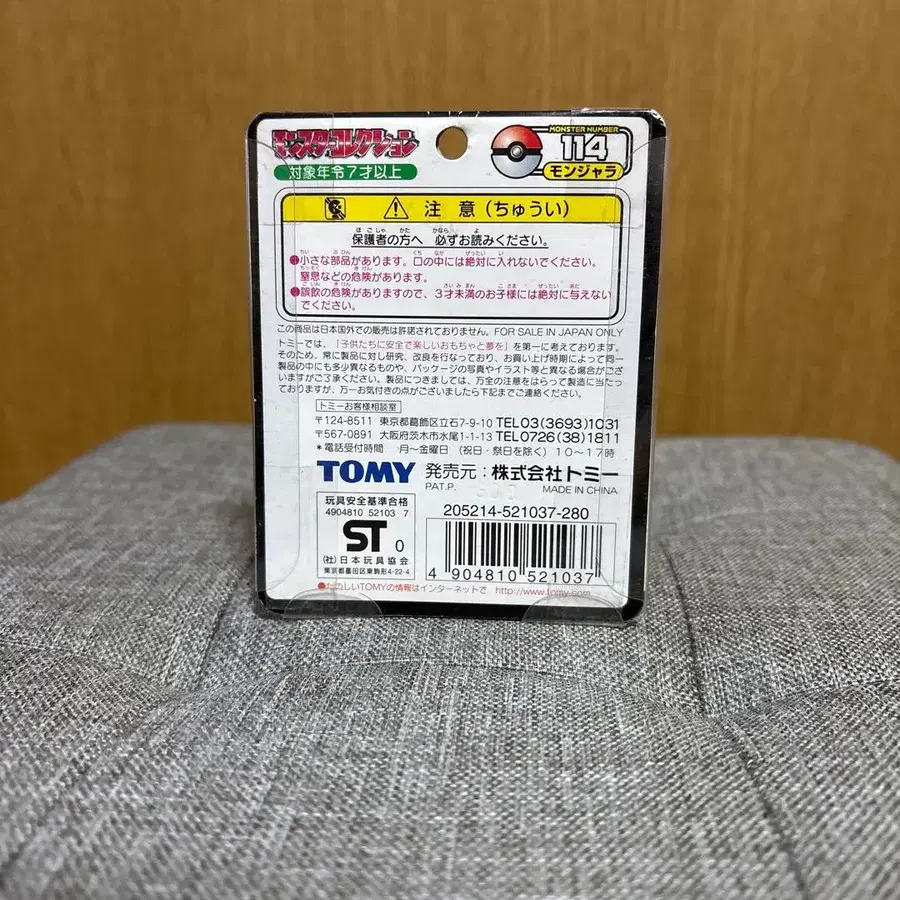 モンスターコレクション
対象年令7才以上
MONSTER NUMBER
114
モンジャラ
注意(ちゅうい)
保護者の方へ 必ずお読みください。
●小さな部品があります。口の中には絶対に入れないでください。
窒息などの危険があります。
●誤飲の危険がありますので、3才未満のお子様には絶対に与えない
でください。
この商品は日本国外での販売は許諾されておりません。FOR SALE IN JAPAN ONLY
トミーでは、「子供たちに安全で楽しいおもちゃと夢を」を第一に考えております。
そのため、常に製品に対し研究、改良を行なっており、お買い上げ時期によって同一
製品の中にも多少異なるものや、パッケージの写真やイラスト等と異なる場合がござ
いますがご了承ください。製品につきましては、万全の注意をはらって製造に当たっ
ておりますが、万一お気付きの点がございましたら下記までご連絡ください。
トミーお客様相談室
〒124-8511 東京都葛飾区立石7-9-10 TEL03(3693)1031
〒567-0891 大阪府茨木市水尾1-1-13 TEL0726(38)1811
*電話受付時間 月〜金曜日(祝日・祭日を除く)10〜17時
TOMY 発売元:株式会社トミー
PAT.P. MADE IN CHINA
玩具安全基準合格
4904810 52103 7
ST 0
(社)日本玩具協会
東京都墨田区東駒形4-22-4
205214-521037-280
4 904810 521037
●たのしいTOMYの情報はインターネットで http://www.tomy.com